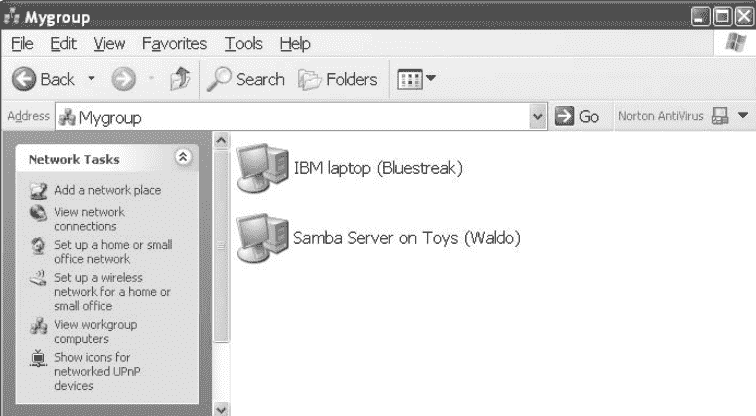 Mygroup
File Edit View Favorites Tools Help
Back Search Folders
Address Mygroup Go Norton AntiVirus
Network Tasks
Add a network place
View network
connections
Set up a home or small
office network
Set up a wireless
network for a home or
small office
View workgroup
computers
Show icons for
networked UPnP
devices
IBM laptop (Bluestreak)
Samba Server on Toys (Waldo)